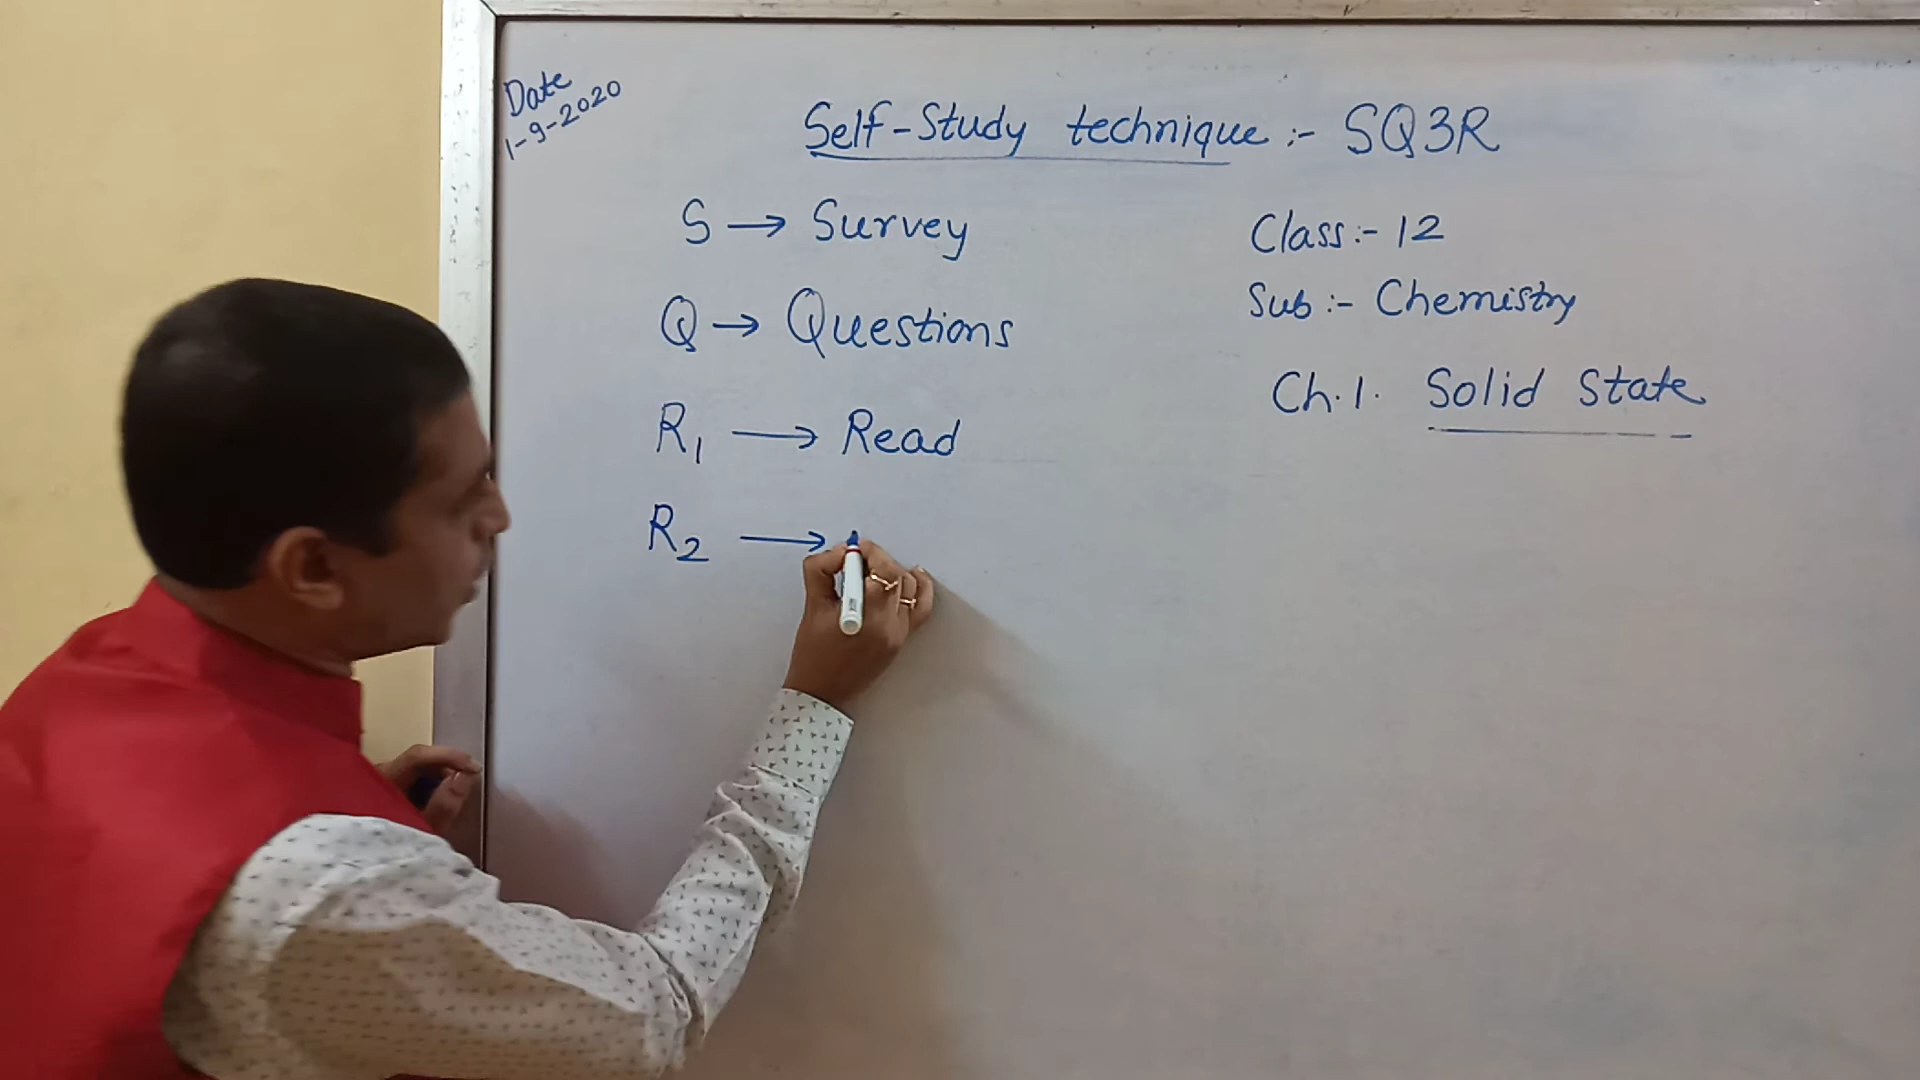 Date
1-9-2020
Self-Study technique :- SQ3R
S → Survey
Q → Questions
R1 → Read
R2 →
Class :- 12
Sub :- Chemistry
Ch.1. Solid State